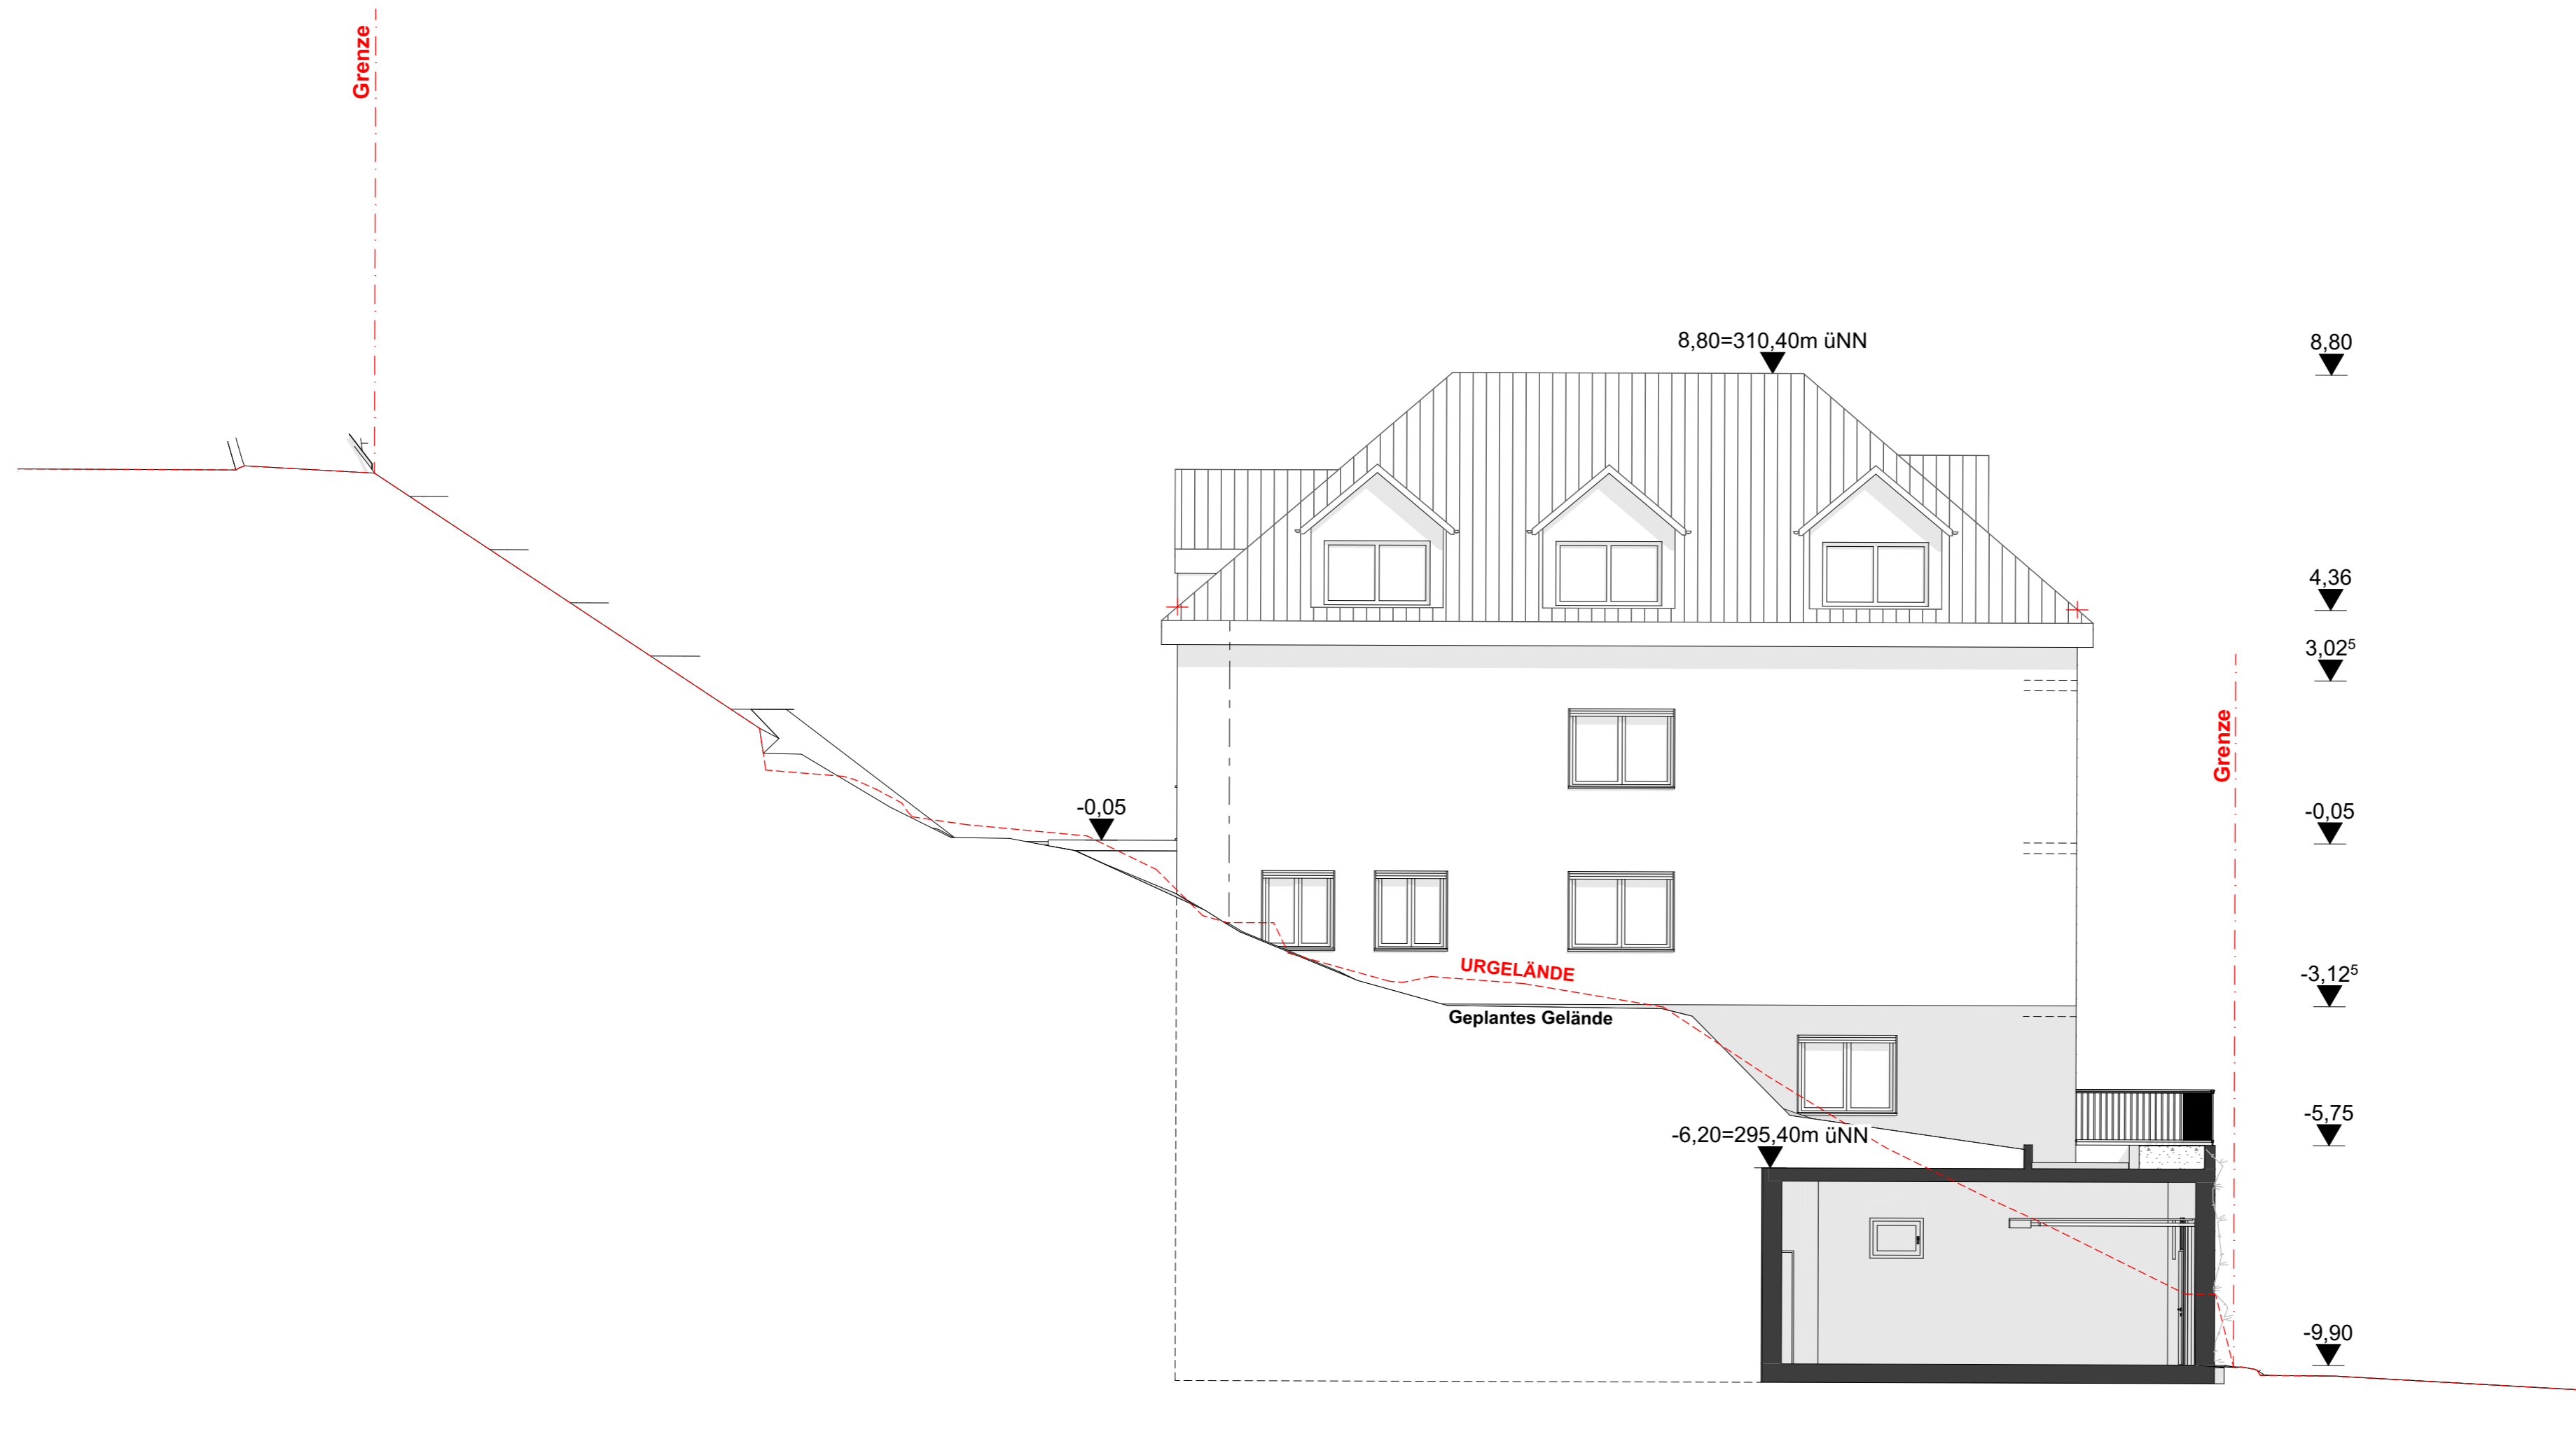 Grenze
8,80=310,40m üNN
8,80
4,36
3,02⁵
Grenze
-0,05
-0,05
URGELÄNDE
-3,12⁵
Geplantes Gelände
-5,75
-6,20=295,40m üNN
-9,90